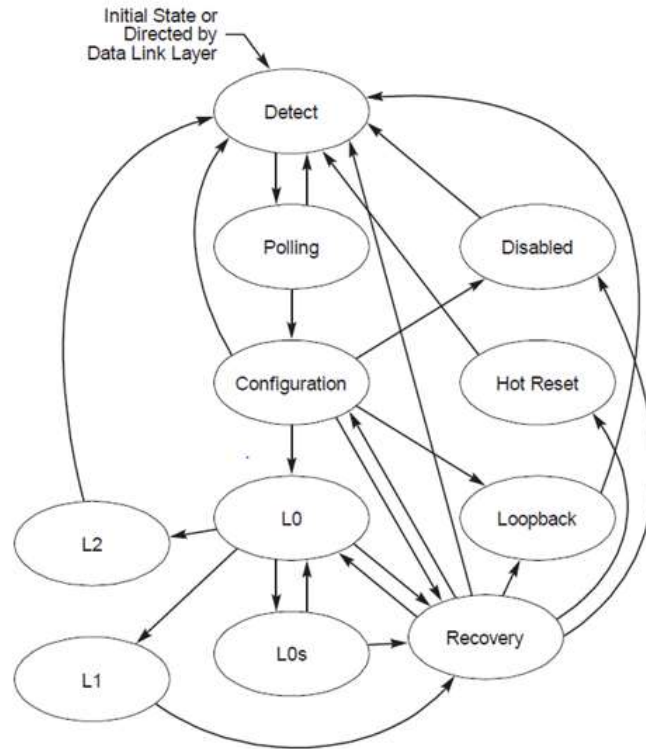 Initial State or
Directed by
Data Link Layer
Detect
Polling
Disabled
Configuration
Hot Reset
L0
Loopback
L2
L0s
Recovery
L1